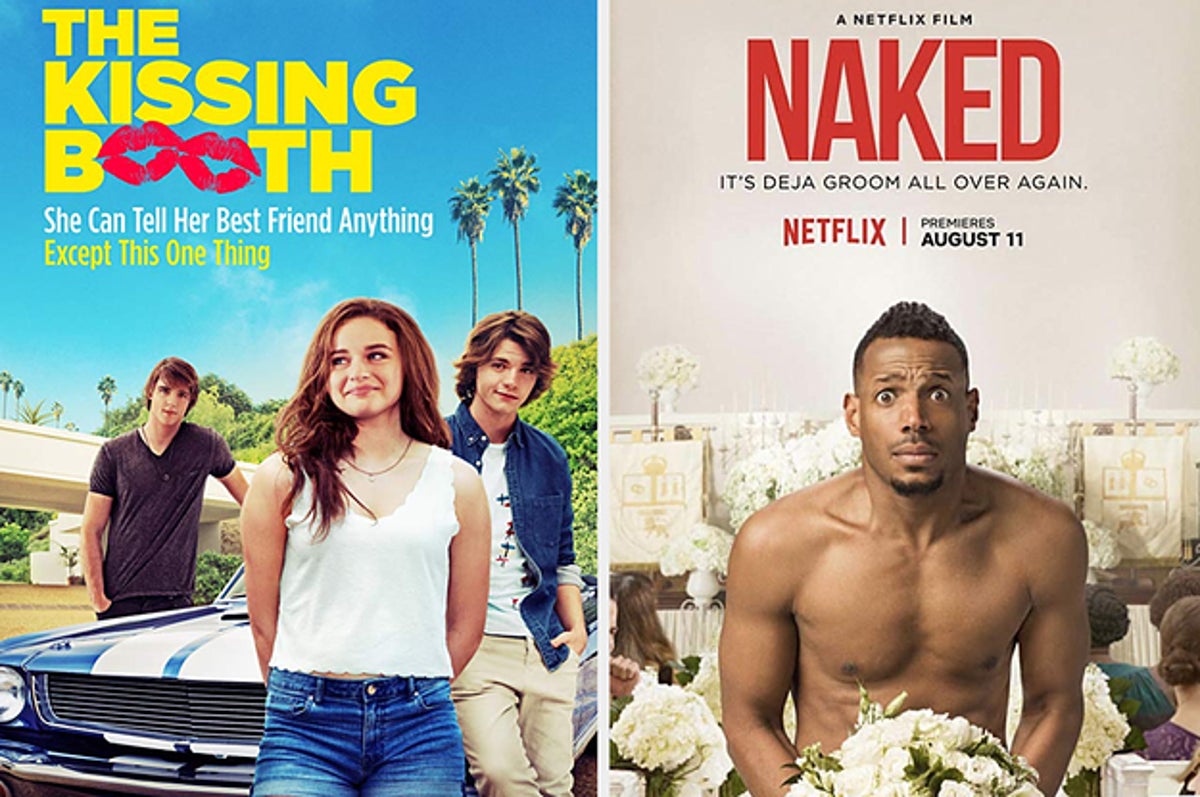 THE
KISSING
BOOTH
She Can Tell Her Best Friend Anything
Except This One Thing
A NETFLIX FILM
NAKED
IT'S DEJA GROOM ALL OVER AGAIN.
NETFLIX | PREMIERES
AUGUST 11